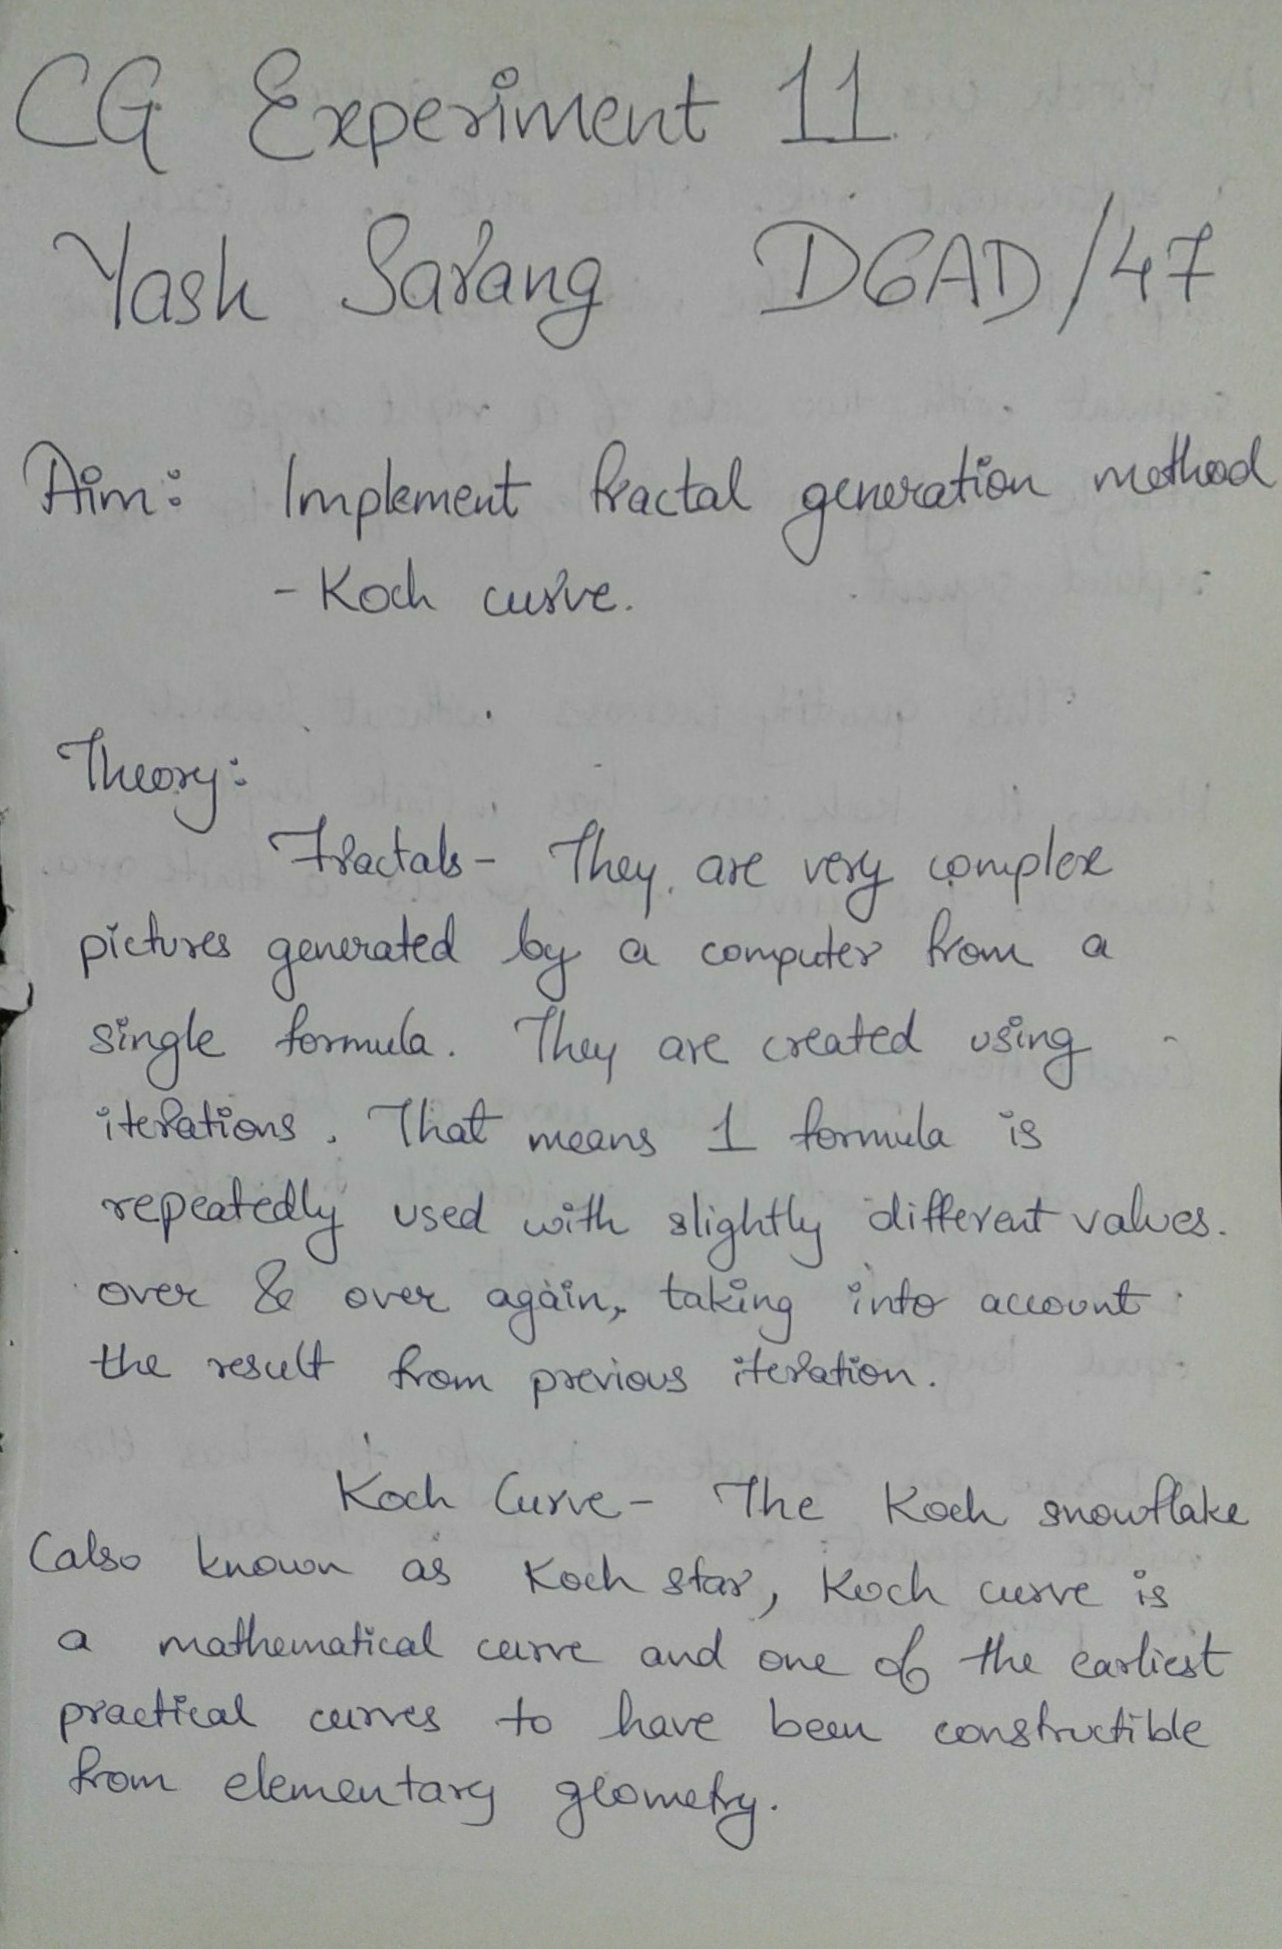 CG Experiment 11
Yash Sarang D6AD/47
Aim: Implement fractal generation method
- Koch curve.
Theory:
Fractals - They are very complex
pictures generated by a computer from a
single formula. They are created using
iterations. That means 1 formula is
repeatedly used with slightly different values.
over & over again, taking into account
the result from previous iteration.
Koch Curve - The Koch snowflake
(also known as Koch star, Koch curve is
a mathematical curve and one of the earliest
practical curves to have been constructible
from elementary geometry.